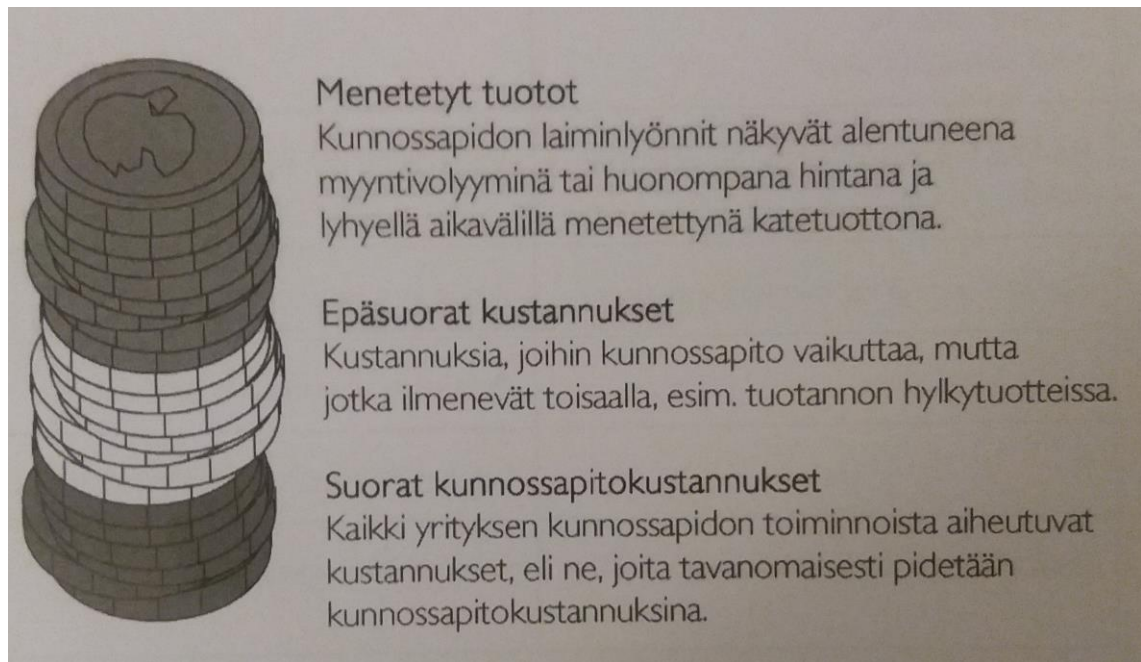 Menetetyt tuotot
Kunnossapidon laiminlyönnit näkyvät alentuneena
myyntivolyyminä tai huonompana hintana ja
lyhyellä aikavälillä menetettynä katetuottona.
Epäsuorat kustannukset
Kustannuksia, joihin kunnossapito vaikuttaa, mutta
jotka ilmenevät toisaalla, esim. tuotannon hylkytuotteissa.
Suorat kunnossapitokustannukset
Kaikki yrityksen kunnossapidon toiminnoista aiheutuvat
kustannukset, eli ne, joita tavanomaisesti pidetään
kunnossapitokustannuksina.